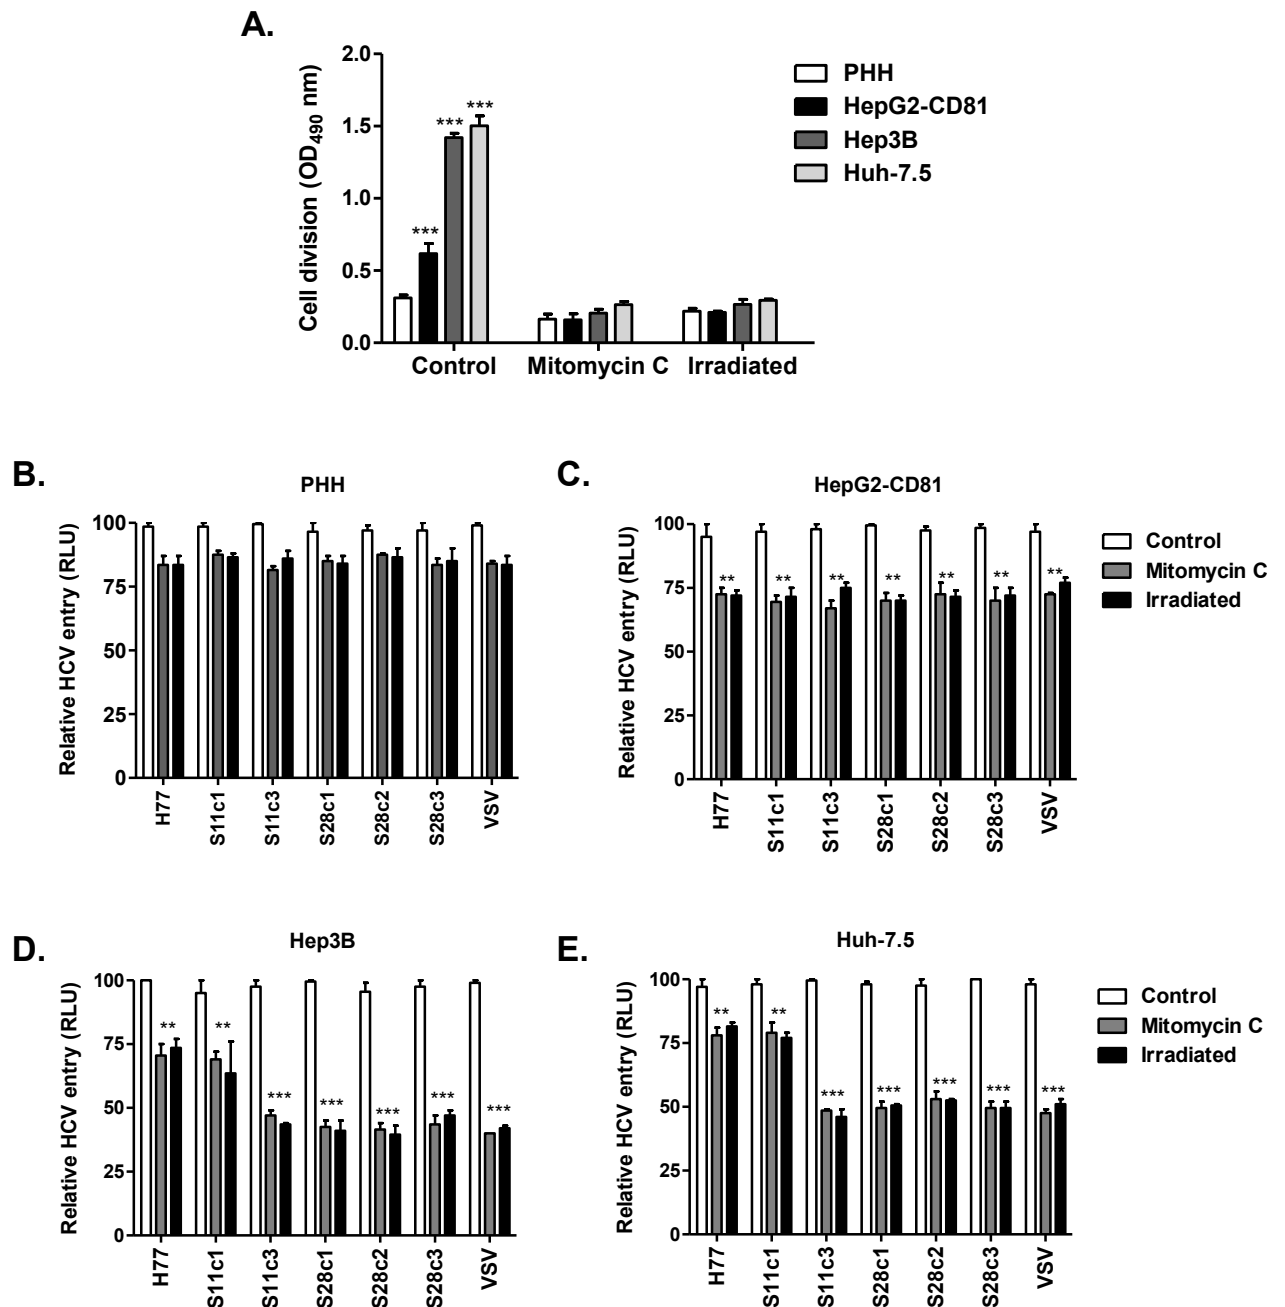 A.
Cell division (OD490 nm)
2.0
1.5
1.0
0.5
0.0
***
***
***
Control
Mitomycin C
Irradiated
PHH
HepG2-CD81
Hep3B
Huh-7.5
B.
PHH
Relative HCV entry (RLU)
100
75
50
25
0
H77
S11c1
S11c3
S28c1
S28c2
S28c3
VSV
C.
HepG2-CD81
Relative HCV entry (RLU)
100
75
50
25
0
** ** ** ** ** ** **
H77
S11c1
S11c3
S28c1
S28c2
S28c3
VSV
Control
Mitomycin C
Irradiated
D.
Hep3B
Relative HCV entry (RLU)
100
75
50
25
0
** ** *** *** *** *** ***
H77
S11c1
S11c3
S28c1
S28c2
S28c3
VSV
E.
Huh-7.5
Relative HCV entry (RLU)
100
75
50
25
0
** ** *** *** *** *** ***
H77
S11c1
S11c3
S28c1
S28c2
S28c3
VSV
Control
Mitomycin C
Irradiated